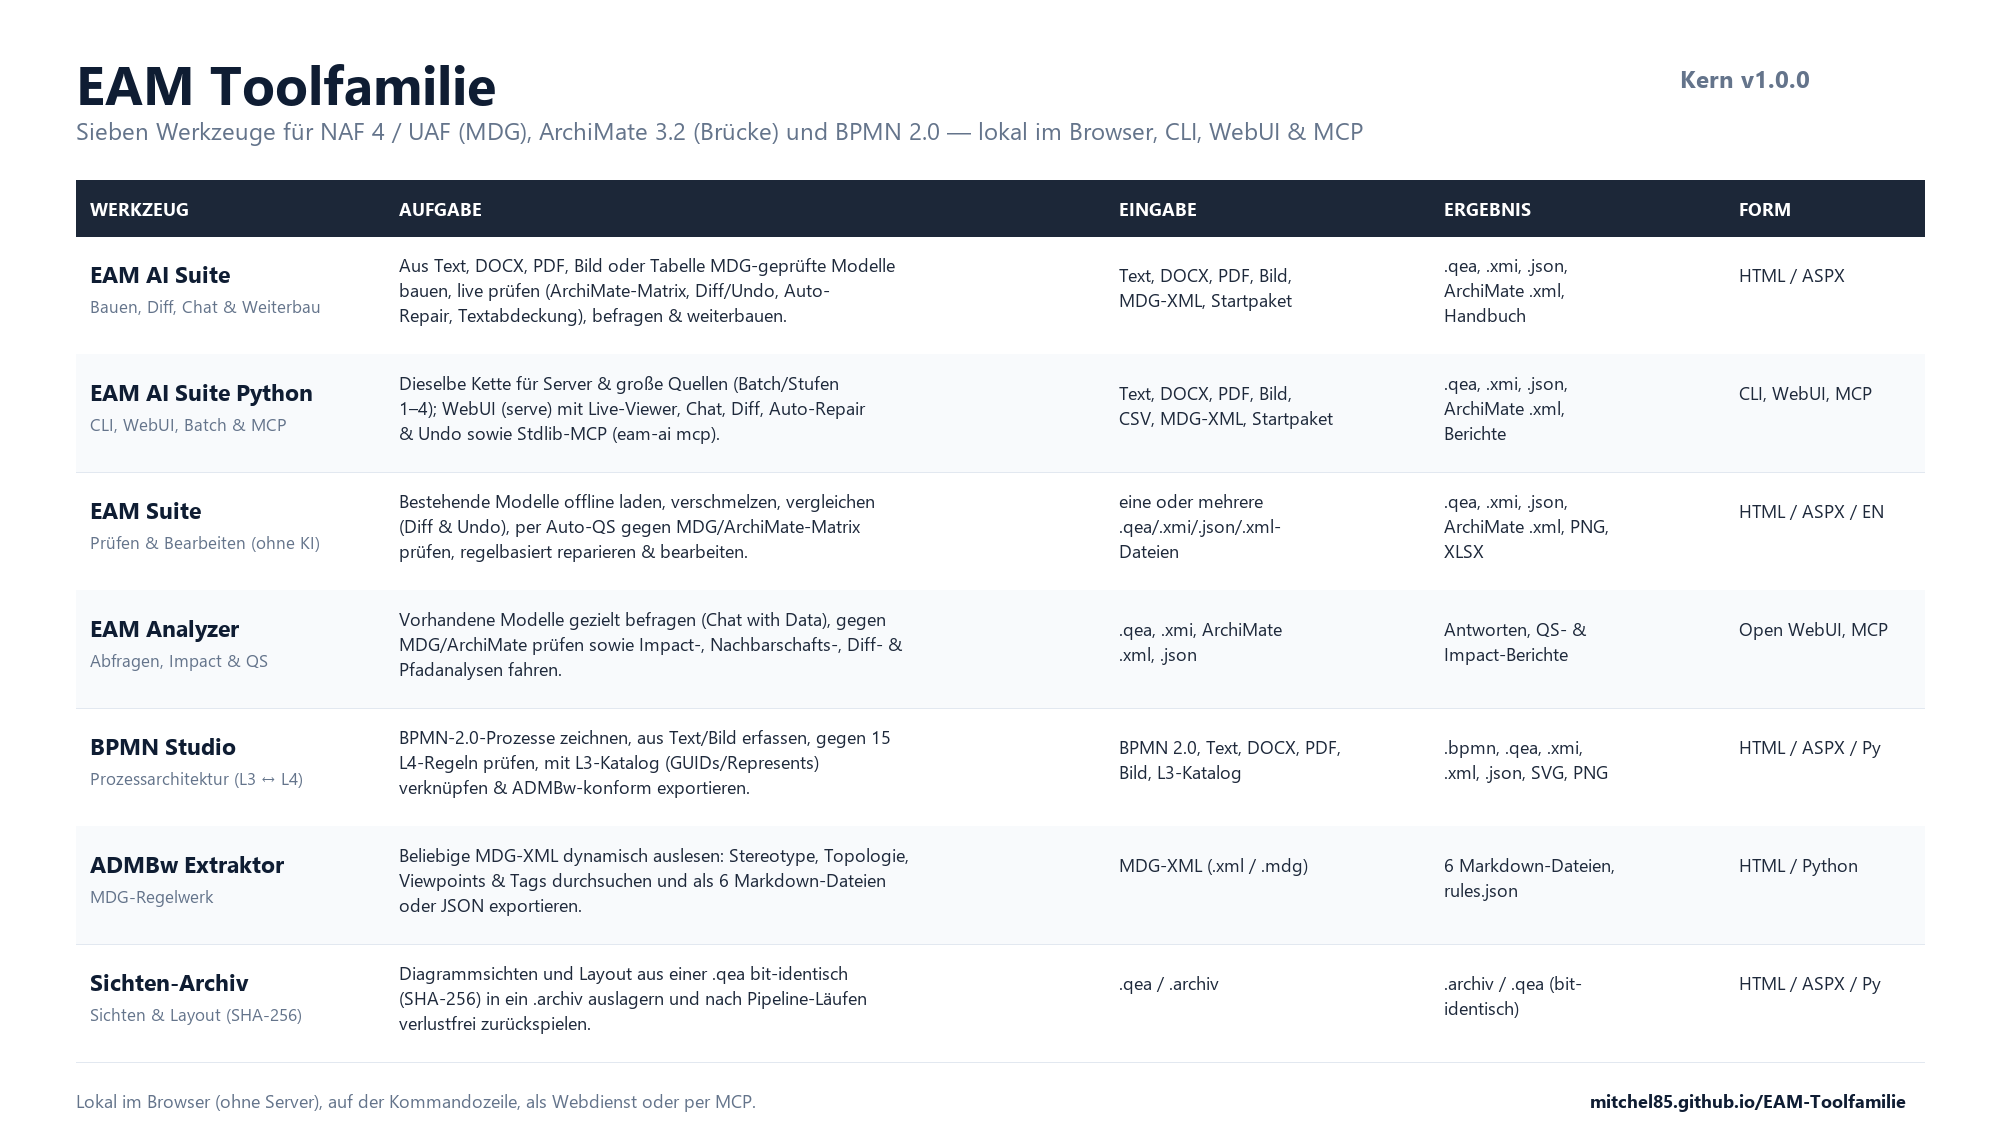 EAM Toolfamilie
Kern v1.0.0
Sieben Werkzeuge für NAF 4 / UAF (MDG), ArchiMate 3.2 (Brücke) und BPMN 2.0 — lokal im Browser, CLI, WebUI & MCP
WERKZEUG
AUFGABE
EINGABE
ERGEBNIS
FORM
EAM AI Suite
Bauen, Diff, Chat & Weiterbau
Aus Text, DOCX, PDF, Bild oder Tabelle MDG-geprüfte Modelle
bauen, live prüfen (ArchiMate-Matrix, Diff/Undo, Auto-
Repair, Textabdeckung), befragen & weiterbauen.
Text, DOCX, PDF, Bild,
MDG-XML, Startpaket
.qea, .xmi, .json,
ArchiMate .xml,
Handbuch
HTML / ASPX
EAM AI Suite Python
CLI, WebUI, Batch & MCP
Dieselbe Kette für Server & große Quellen (Batch/Stufen
1–4); WebUI (serve) mit Live-Viewer, Chat, Diff, Auto-Repair
& Undo sowie Stdlib-MCP (eam-ai mcp).
Text, DOCX, PDF, Bild,
CSV, MDG-XML, Startpaket
.qea, .xmi, .json,
ArchiMate .xml,
Berichte
CLI, WebUI, MCP
EAM Suite
Prüfen & Bearbeiten (ohne KI)
Bestehende Modelle offline laden, verschmelzen, vergleichen
(Diff & Undo), per Auto-QS gegen MDG/ArchiMate-Matrix
prüfen, regelbasiert reparieren & bearbeiten.
eine oder mehrere
.qea/.xmi/.json/.xml-
Dateien
.qea, .xmi, .json,
ArchiMate .xml, PNG,
XLSX
HTML / ASPX / EN
EAM Analyzer
Abfragen, Impact & QS
Vorhandene Modelle gezielt befragen (Chat with Data), gegen
MDG/ArchiMate prüfen sowie Impact-, Nachbarschafts-, Diff- &
Pfadanalysen fahren.
.qea, .xmi, ArchiMate
.xml, .json
Antworten, QS- &
Impact-Berichte
Open WebUI, MCP
BPMN Studio
Prozessarchitektur (L3 ↔ L4)
BPMN-2.0-Prozesse zeichnen, aus Text/Bild erfassen, gegen 15
L4-Regeln prüfen, mit L3-Katalog (GUIDs/Represents)
verknüpfen & ADMBw-konform exportieren.
BPMN 2.0, Text, DOCX, PDF,
Bild, L3-Katalog
.bpmn, .qea, .xmi,
.xml, .json, SVG, PNG
HTML / ASPX / Py
ADMBw Extraktor
MDG-Regelwerk
Beliebige MDG-XML dynamisch auslesen: Stereotype, Topologie,
Viewpoints & Tags durchsuchen und als 6 Markdown-Dateien
oder JSON exportieren.
MDG-XML (.xml / .mdg)
6 Markdown-Dateien,
rules.json
HTML / Python
Sichten-Archiv
Sichten & Layout (SHA-256)
Diagrammsichten und Layout aus einer .qea bit-identisch
(SHA-256) in ein .archiv auslagern und nach Pipeline-Läufen
verlustfrei zurückspielen.
.qea / .archiv
.archiv / .qea (bit-
identisch)
HTML / ASPX / Py
Lokal im Browser (ohne Server), auf der Kommandozeile, als Webdienst oder per MCP.
mitchel85.github.io/EAM-Toolfamilie